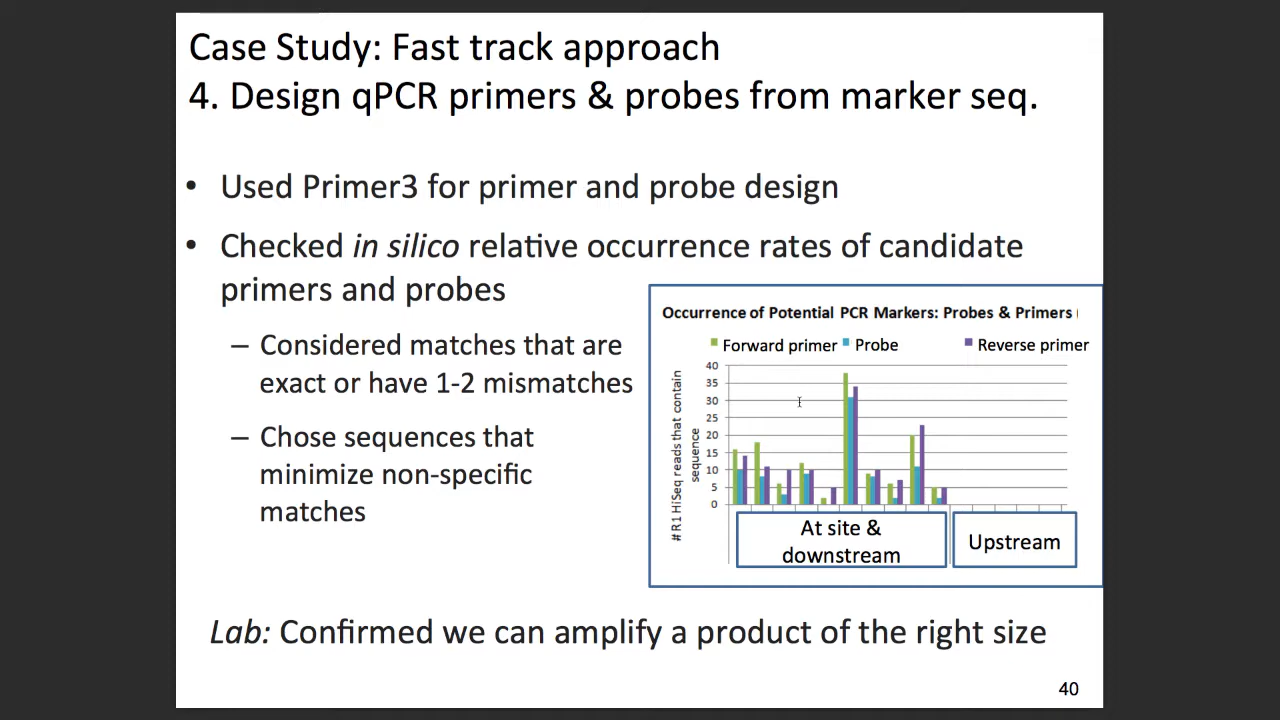 Case Study: Fast track approach
4. Design qPCR primers & probes from marker seq.
• Used Primer3 for primer and probe design
• Checked in silico relative occurrence rates of candidate
primers and probes
– Considered matches that are
exact or have 1-2 mismatches
– Chose sequences that
minimize non-specific
matches
Occurrence of Potential PCR Markers: Probes & Primers
Forward primer Probe Reverse primer
# R1 HiSeq reads that contain
sequence
40
35
30
25
20
15
10
5
0
At site &
downstream
Upstream
Lab: Confirmed we can amplify a product of the right size
40